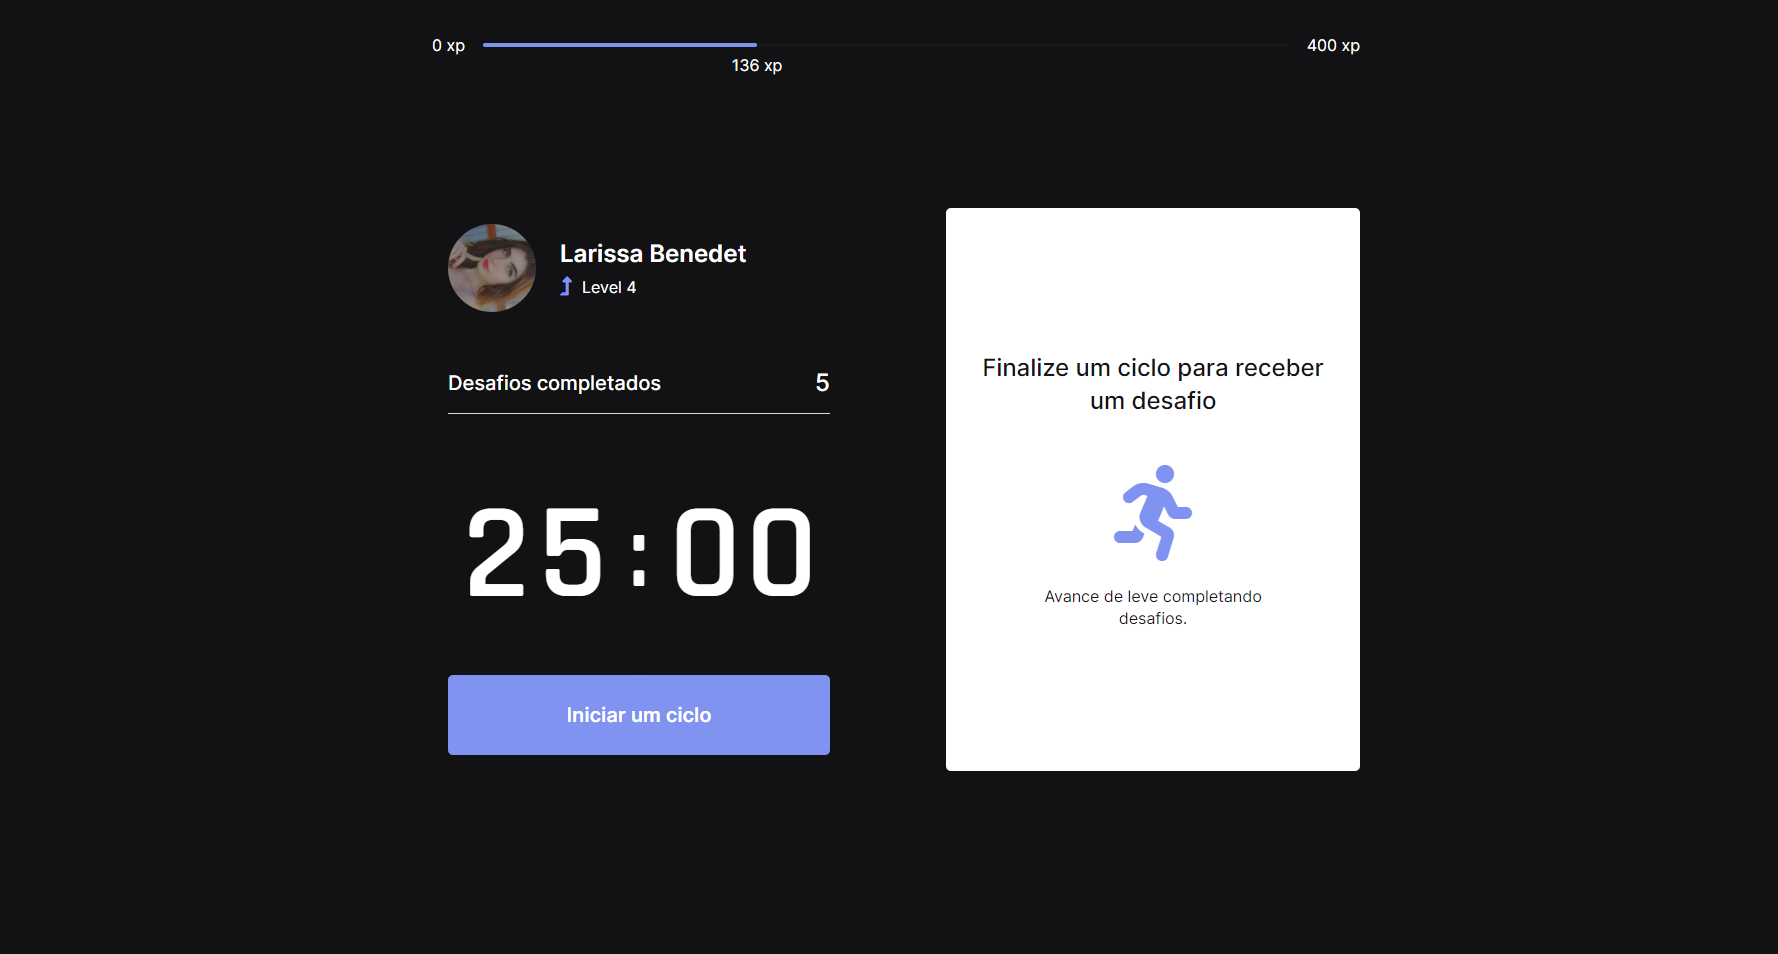 0 xp
400 xp
136 xp
Larissa Benedet
Level 4
Desafios completados 5
25:00
Iniciar um ciclo
Finalize um ciclo para receber
um desafio
Avance de leve completando
desafios.